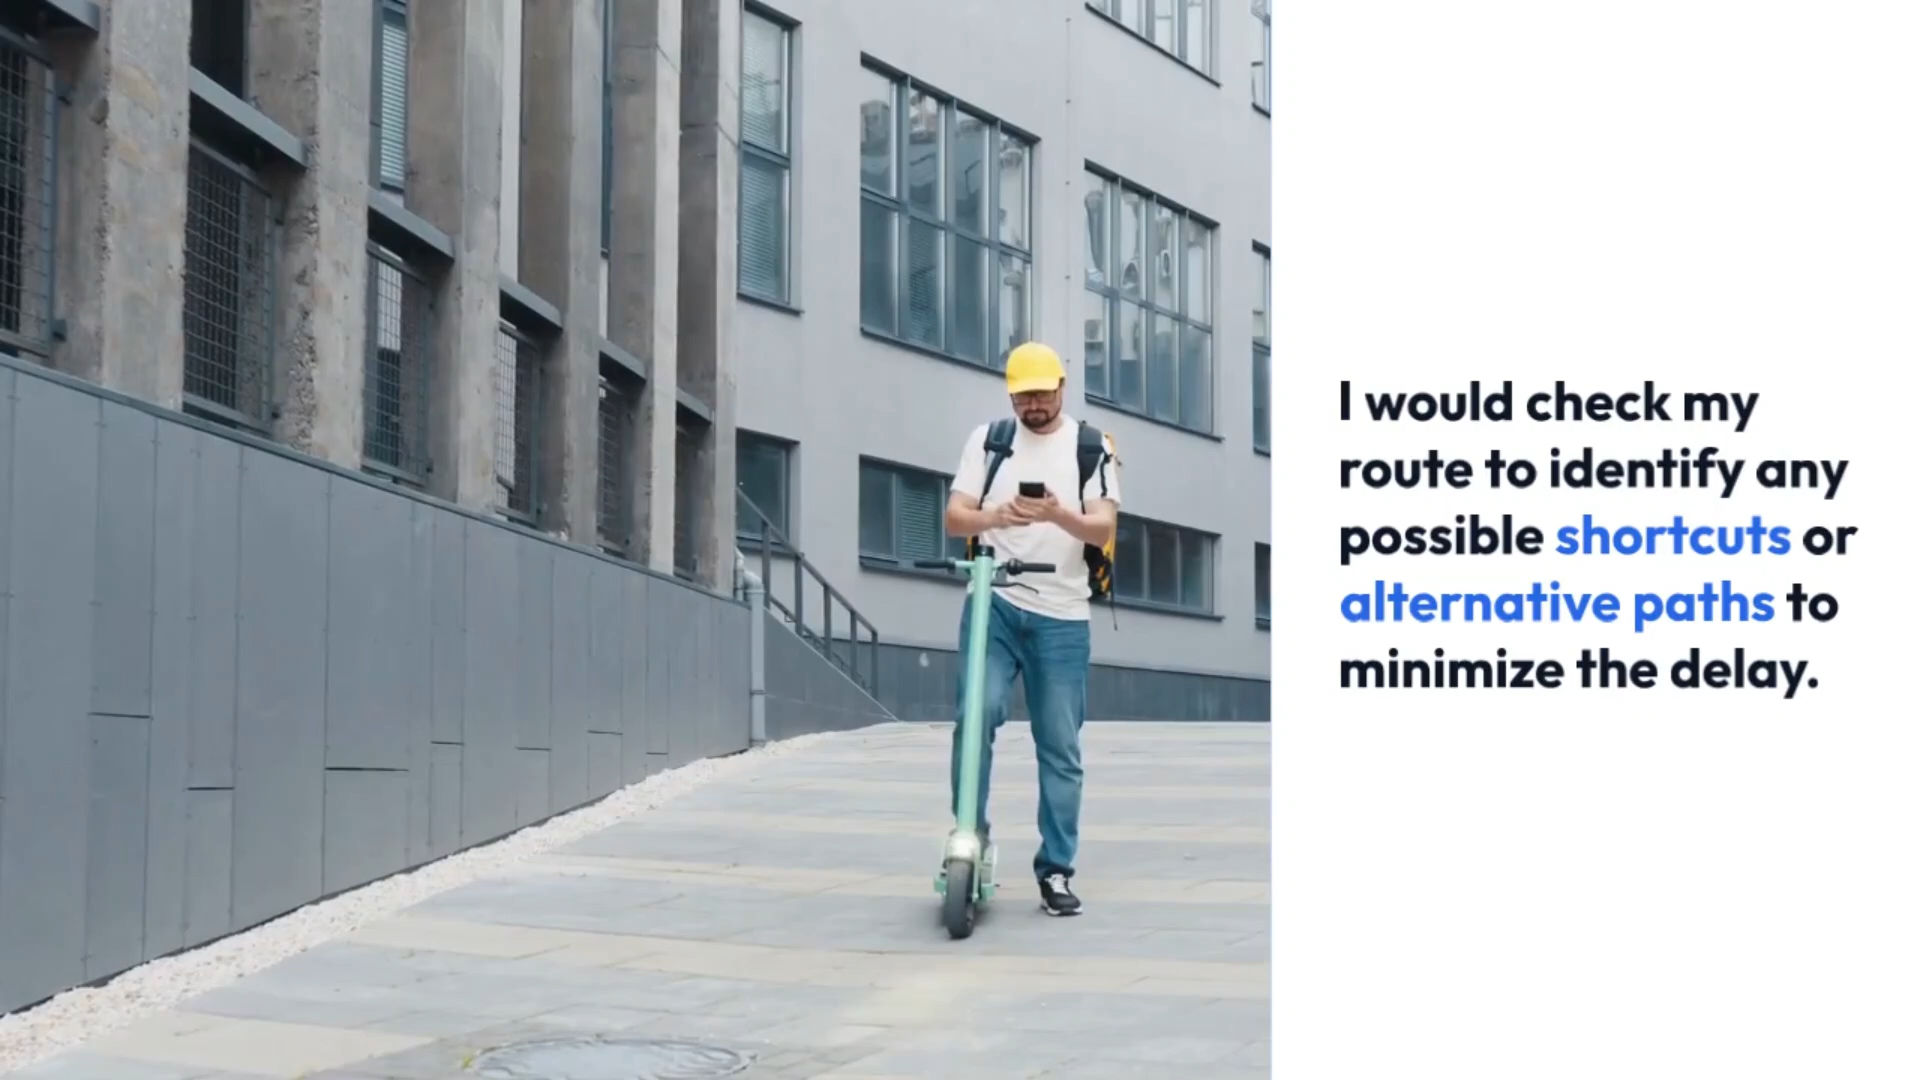 I would check my
route to identify any
possible shortcuts or
alternative paths to
minimize the delay.